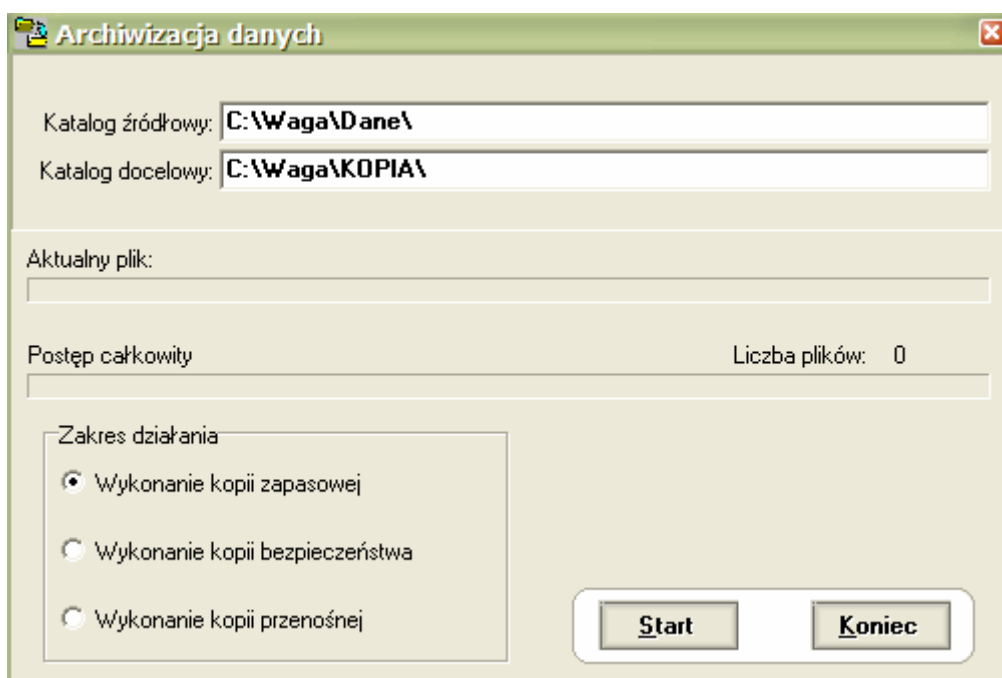 Archiwizacja danych
Katalog źródłowy: C:\Waga\Dane\
Katalog docelowy: C:\Waga\KOPIA\
Aktualny plik:
Postęp całkowity Liczba plików: 0
Zakres działania
Wykonanie kopii zapasowej
Wykonanie kopii bezpieczeństwa
Wykonanie kopii przenośnej
Start Koniec